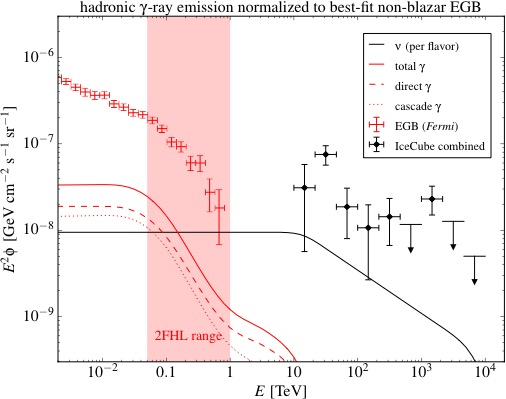 hadronic γ-ray emission normalized to best-fit non-blazar EGB
ν (per flavor)
total γ
direct γ
cascade γ
EGB (Fermi)
IceCube combined
E²ϕ [GeV cm⁻² s⁻¹ sr⁻¹]
10⁻⁶
10⁻⁷
10⁻⁸
10⁻⁹
2FHL range
10⁻² 0.1 1 10 10² 10³ 10⁴
E [TeV]